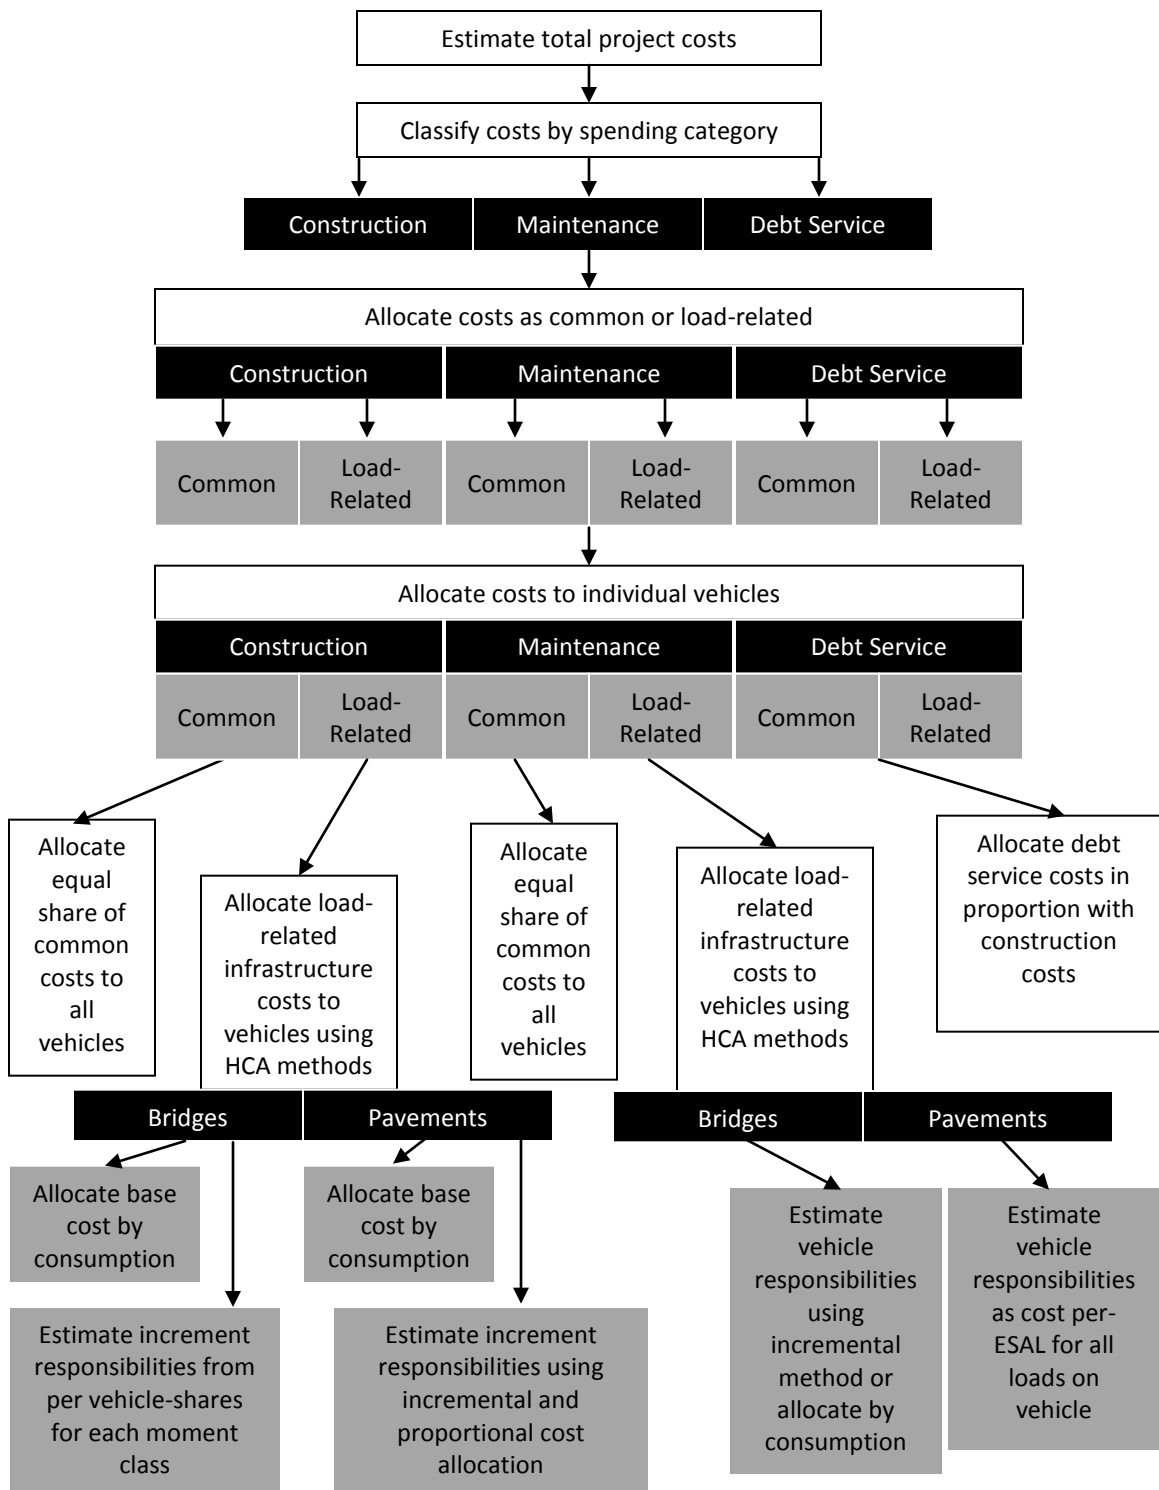 Estimate total project costs
Classify costs by spending category
Construction
Maintenance
Debt Service
Allocate costs as common or load-related
Construction
Maintenance
Debt Service
Common
Load-
Related
Common
Load-
Related
Common
Load-
Related
Allocate costs to individual vehicles
Construction
Maintenance
Debt Service
Common
Load-
Related
Common
Load-
Related
Common
Load-
Related
Allocate
equal
share of
common
costs to
all
vehicles
Allocate load-
related
infrastructure
costs to
vehicles using
HCA methods
Allocate
equal
share of
common
costs to
all
vehicles
Allocate load-
related
infrastructure
costs to
vehicles using
HCA methods
Allocate debt
service costs in
proportion with
construction
costs
Bridges
Pavements
Bridges
Pavements
Allocate base
cost by
consumption
Allocate base
cost by
consumption
Estimate increment
responsibilities from
per vehicle-shares
for each moment
class
Estimate increment
responsibilities using
incremental and
proportional cost
allocation
Estimate
vehicle
responsibilities
using
incremental
method or
allocate by
consumption
Estimate
vehicle
responsibilities
as cost per-
ESAL for all
loads on
vehicle